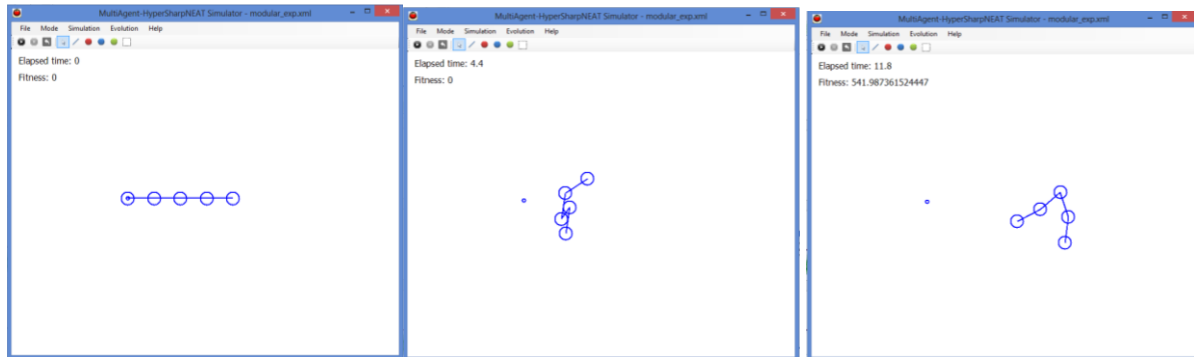 MultiAgent-HyperSharpNEAT Simulator - modular_exp.xml
File Mode Simulation Evolution Help
Elapsed time: 0
Fitness: 0
MultiAgent-HyperSharpNEAT Simulator - modular_exp.xml
File Mode Simulation Evolution Help
Elapsed time: 4.4
Fitness: 0
MultiAgent-HyperSharpNEAT Simulator - modular_exp.xml
File Mode Simulation Evolution Help
Elapsed time: 11.8
Fitness: 541.987361524447